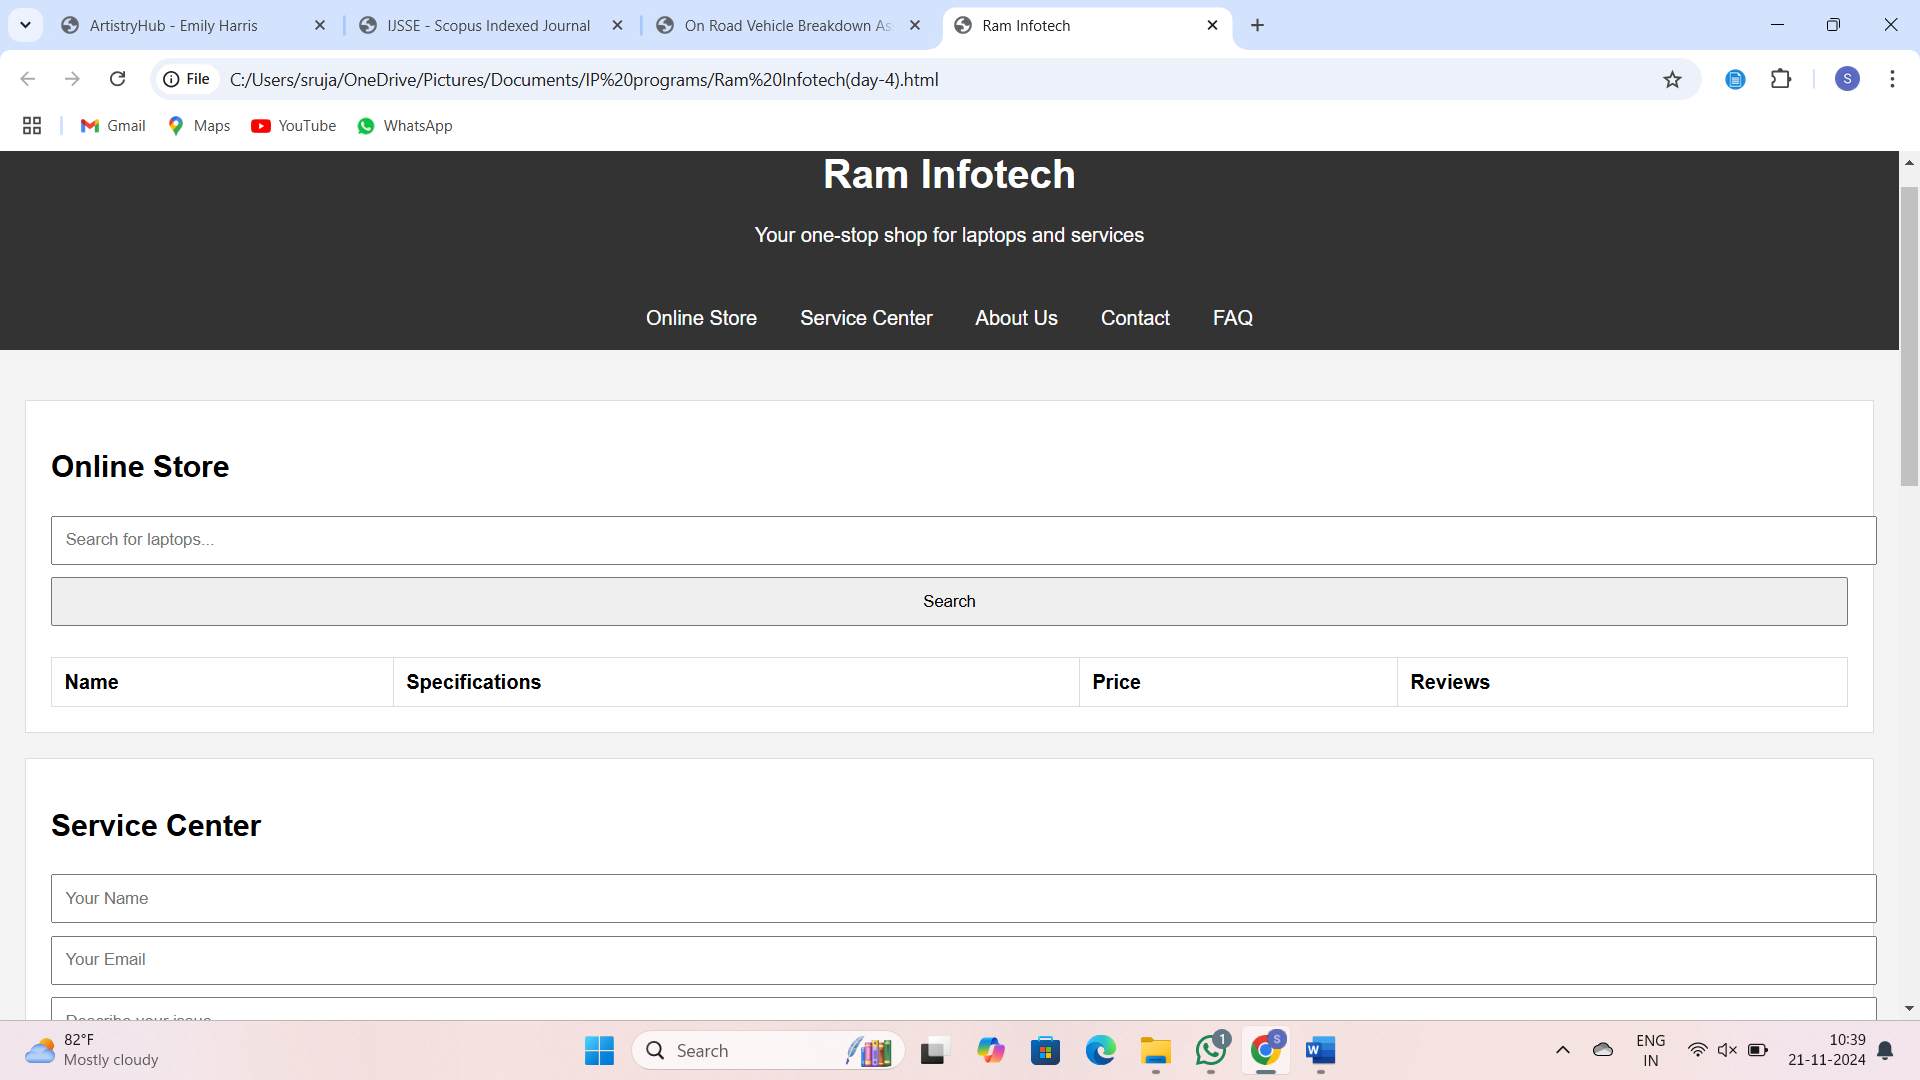 ArtistryHub - Emily Harris
IJSSE - Scopus Indexed Journal
On Road Vehicle Breakdown As
Ram Infotech
File
C:/Users/sruja/OneDrive/Pictures/Documents/IP%20programs/Ram%20Infotech(day-4).html
S
Gmail
Maps
YouTube
WhatsApp
Ram Infotech
Your one-stop shop for laptops and services
Online Store Service Center About Us Contact FAQ
Online Store
Search for laptops...
Search
Name Specifications Price Reviews
Service Center
Your Name
Your Email
Describe your issue
82°F
Mostly cloudy
Search
1
S
W
ENG
IN
10:39
21-11-2024